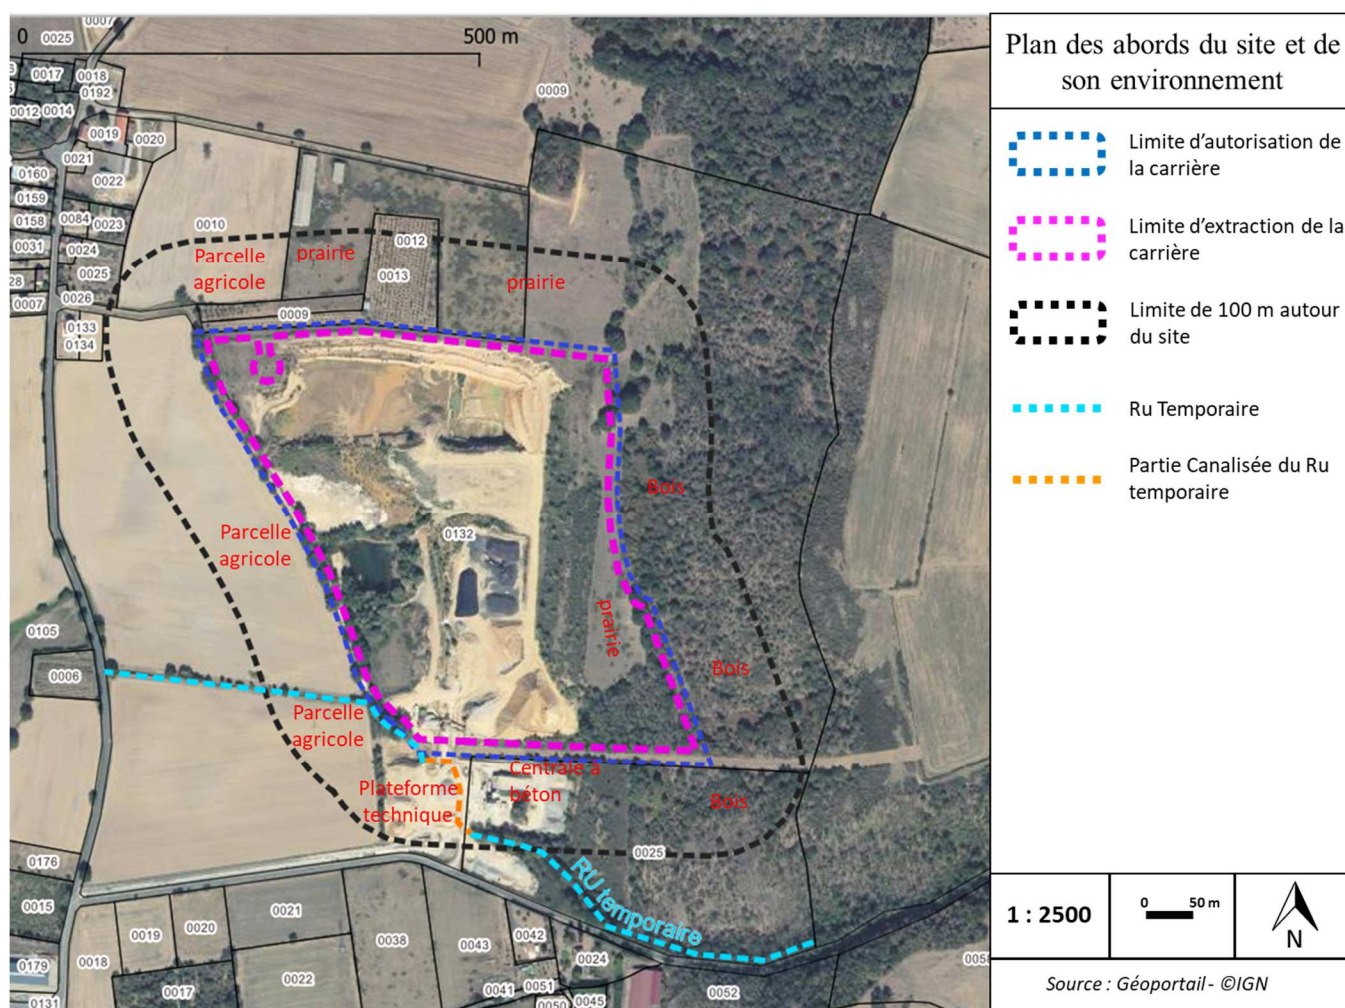 0
500 m
0007
0025
0017
0018
0192
0012
0014
0019
0020
0021
0022
0160
0159
0158
0084
0023
0031
0024
0025
28
0007
0026
0133
0134
0009
0010
0012
0013
0009
Parcelle
agricole
prairie
prairie
Bois
Parcelle
agricole
0132
prairie
Bois
0105
0006
Parcelle
agricole
Plateforme
technique
Centrale à
béton
Bois
0025
RU temporaire
0176
0015
0179
0131
0018
0019
0020
0017
0021
0022
0038
0043
0042
0041
0051
0050
0045
0024
0052
Plan des abords du site et de
son environnement
Limite d’autorisation de
la carrière
Limite d’extraction de la
carrière
Limite de 100 m autour
du site
Ru Temporaire
Partie Canalisée du Ru
temporaire
1 : 2500
0
50 m
N
Source : Géoportail - ©IGN